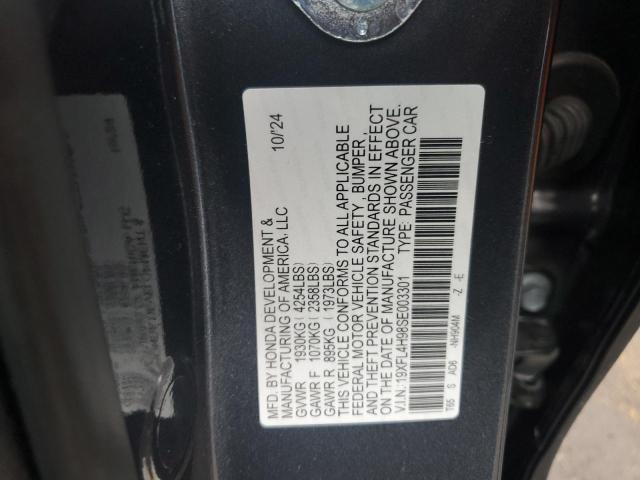 MFD. BY HONDA DEVELOPMENT &
MANUFACTURING OF AMERICA, LLC 10/'24
GVWR 1930KG ( 4254LBS)
GAWR F 1070KG ( 2358LBS)
GAWR R 895KG ( 1973LBS)
THIS VEHICLE CONFORMS TO ALL APPLICABLE
FEDERAL MOTOR VEHICLE SAFETY, BUMPER,
AND THEFT PREVENTION STANDARDS IN EFFECT
ON THE DATE OF MANUFACTURE SHOWN ABOVE.
V.I.N: 19XFL4H98SE003301 TYPE: PASSENGER CAR
T65 S A06 -NH904M -Z -E